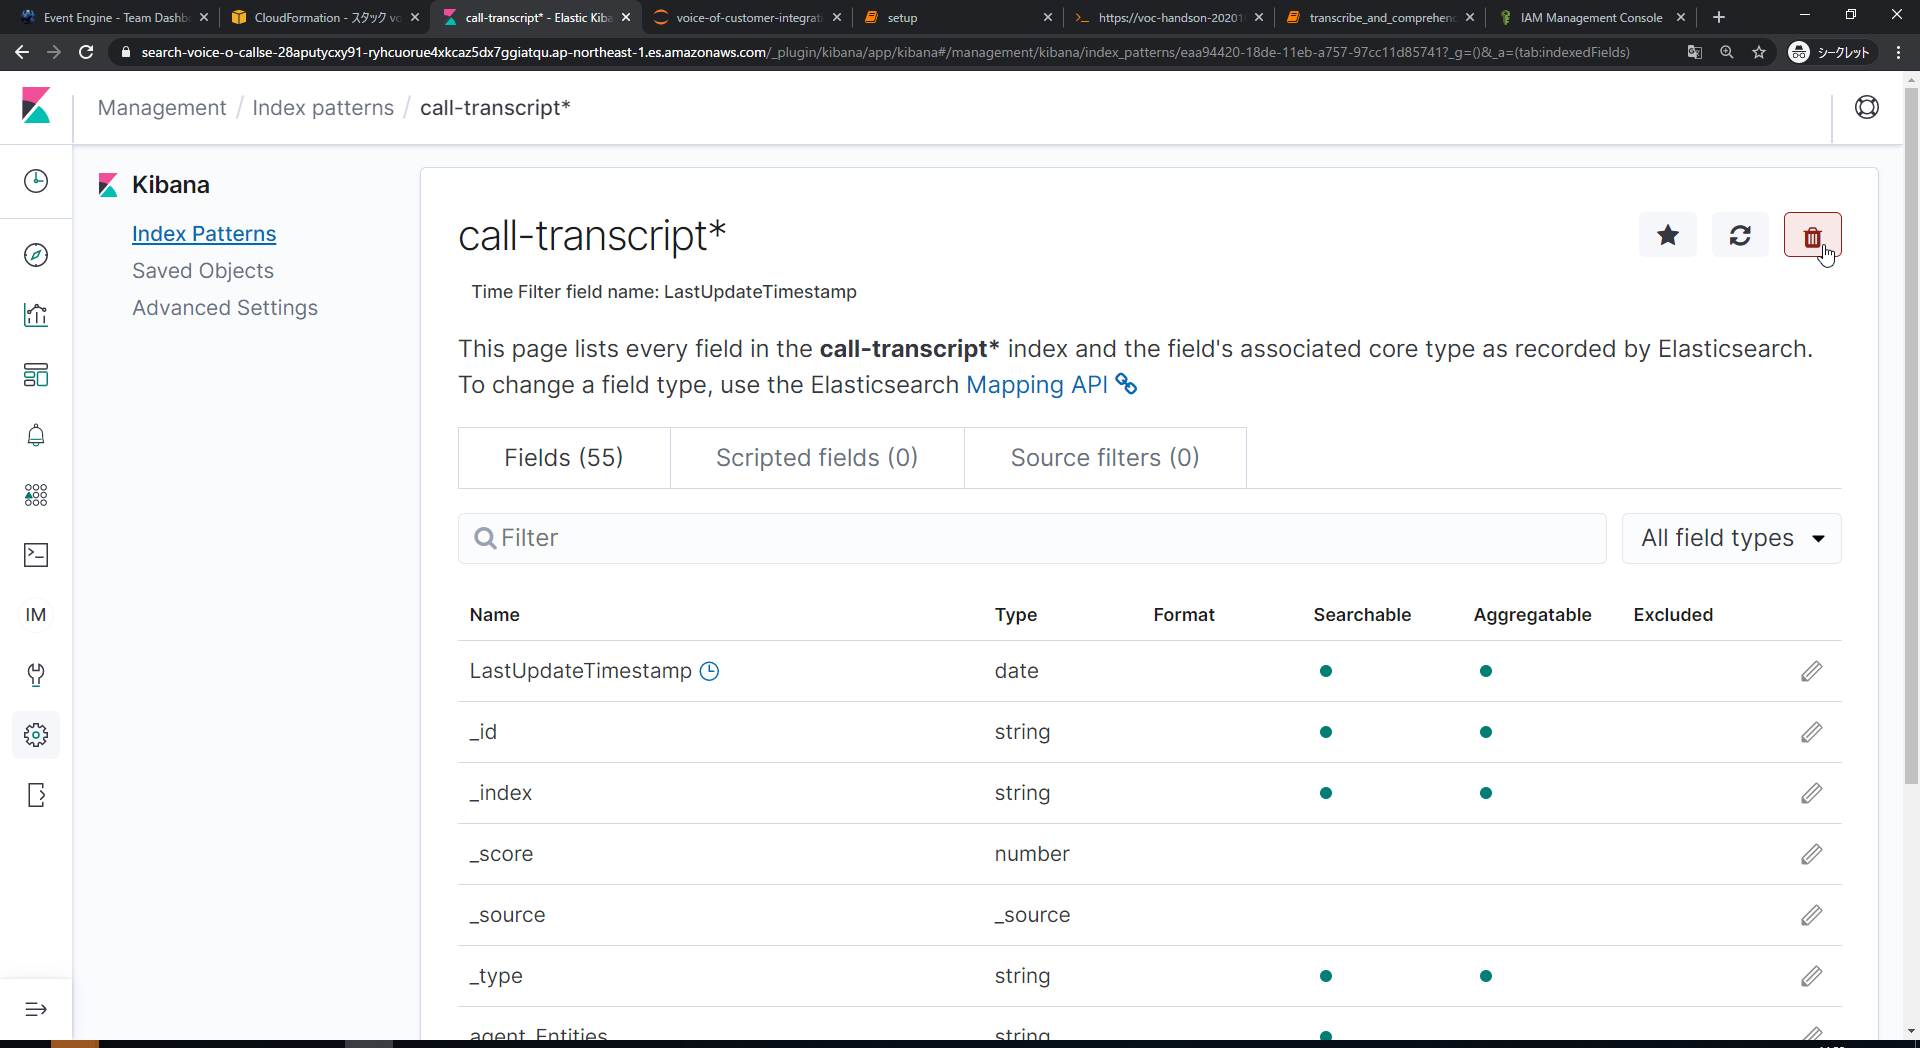 Event Engine - Team Dashb
CloudFormation - スタック vo
call-transcript* - Elastic Kiba
voice-of-customer-integrati
setup
https://voc-handson-20201
transcribe_and_comprehen
IAM Management Console
search-voice-o-callse-28aputycxy91-ryhcuorue4xkcaz5dx7ggiatqu.ap-northeast-1.es.amazonaws.com/_plugin/kibana/app/kibana#/management/kibana/index_patterns/eaa94420-18de-11eb-a757-97cc11d85741?_g=()&_a=(tab:indexedFields)
シークレット
Management / Index patterns / call-transcript*
Kibana
Index Patterns
Saved Objects
Advanced Settings
IM
call-transcript*
Time Filter field name: LastUpdateTimestamp
This page lists every field in the call-transcript* index and the field's associated core type as recorded by Elasticsearch.
To change a field type, use the Elasticsearch Mapping API
Fields (55)
Scripted fields (0)
Source filters (0)
Filter
All field types
Name Type Format Searchable Aggregatable Excluded
LastUpdateTimestamp date
_id string
_index string
_score number
_source _source
_type string
agent_Entities string